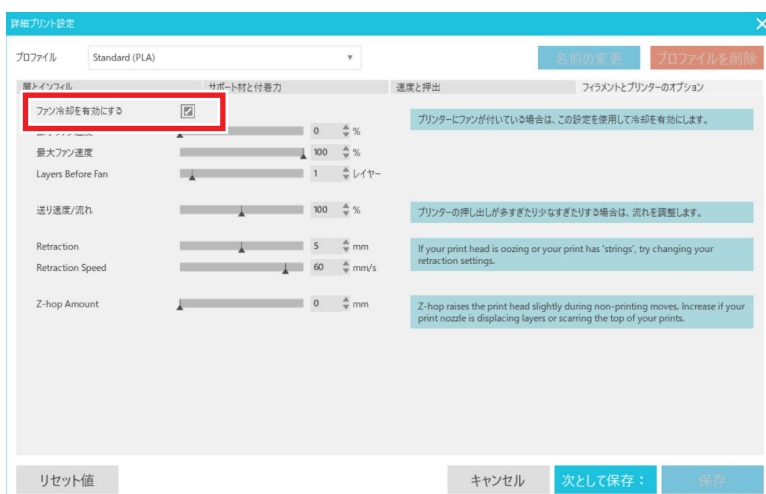 詳細プリント設定
プロファイル Standard (PLA) 名前の変更 プロファイルを削除
層とインフィル サポート材と付着力 速度と押出 フィラメントとプリンターのオプション
ファン冷却を有効にする プリンターにファンが付いている場合は、この設定を使用して冷却を有効にします。
0 %
最大ファン速度 100 %
Layers Before Fan 1 レイヤー
送り速度/流れ 100 % プリンターの押し出しが多すぎたり少なすぎたりする場合は、流れを調整します。
Retraction 5 mm If your print head is oozing or your print has 'strings', try changing your
retraction settings.
Retraction Speed 60 mm/s
Z-hop Amount 0 mm Z-hop raises the print head slightly during non-printing moves. Increase if your
print nozzle is displacing layers or scarring the top of your prints.
リセット値 キャンセル 次として保存： 保存